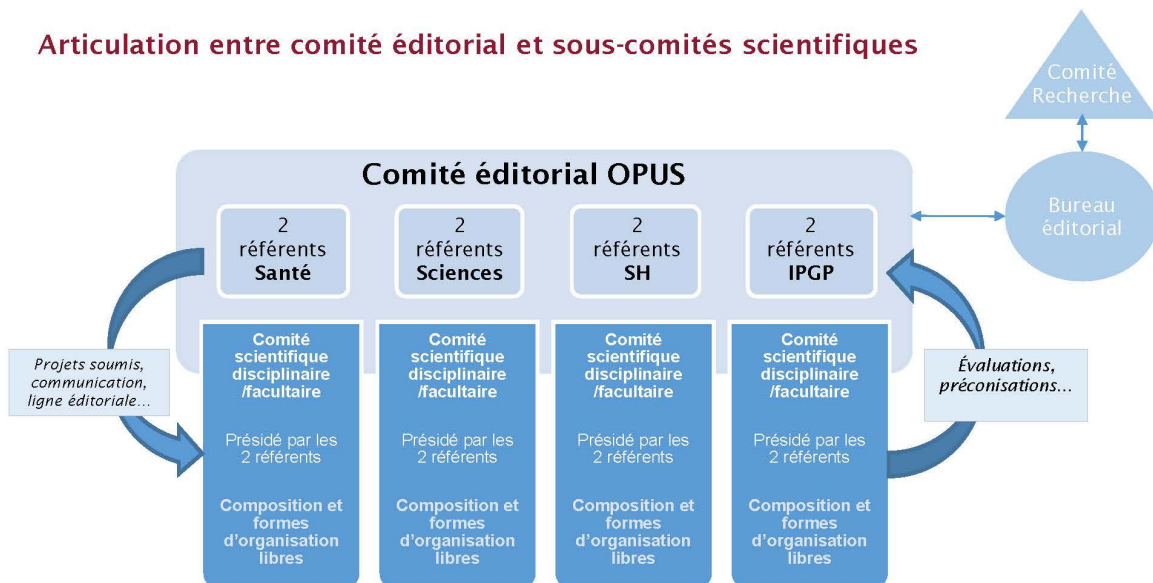 Articulation entre comité éditorial et sous-comités scientifiques
Comité
Recherche
Bureau
éditorial
Comité éditorial OPUS
2
référents
Santé
2
référents
Sciences
2
référents
SH
2
référents
IPGP
Projets soumis,
communication,
ligne éditoriale...
Comité
scientifique
disciplinaire
/facultaire
Présidé par les
2 référents
Composition et
formes
d'organisation
libres
Comité
scientifique
disciplinaire
/facultaire
Présidé par les
2 référents
Composition et
formes
d'organisation
libres
Comité
scientifique
disciplinaire
/facultaire
Présidé par les
2 référents
Composition et
formes
d'organisation
libres
Comité
scientifique
disciplinaire
/facultaire
Présidé par les
2 référents
Composition et
formes
d'organisation
libres
Évaluations,
préconisations...